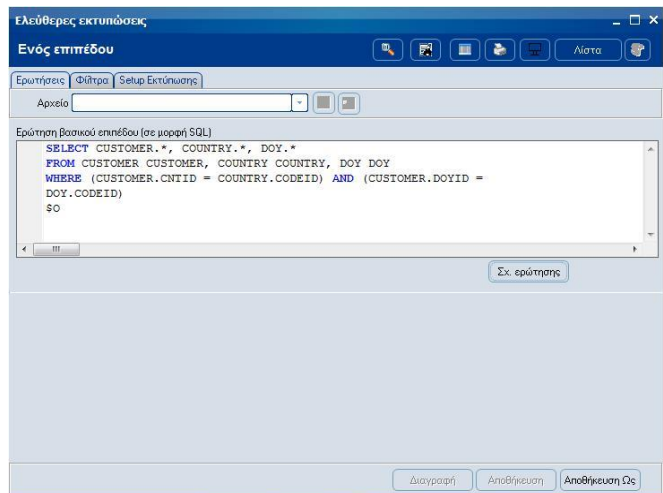 Ελεύθερες εκτυπώσεις
Ενός επιπέδου
Λίστα
Ερωτήσεις Φίλτρα Setup Εκτύπωσης
Αρχείο
Ερώτηση βασικού επιπέδου (σε μορφή SQL)
SELECT CUSTOMER.*, COUNTRY.*, DOY.*
FROM CUSTOMER CUSTOMER, COUNTRY COUNTRY, DOY DOY
WHERE (CUSTOMER.CNTID = COUNTRY.CODEID) AND (CUSTOMER.DOYID =
DOY.CODEID)
$O
Σχ. ερώτησης
Διαγραφή Αποθήκευση Αποθήκευση Ως